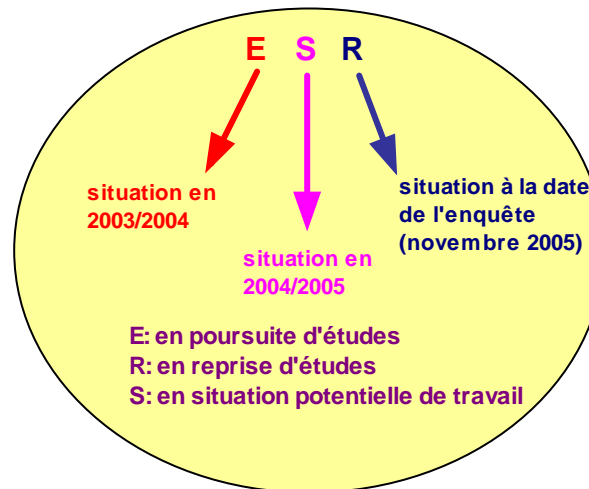 E S R
situation en
2003/2004
situation à la date
de l'enquête
(novembre 2005)
situation en
2004/2005
E: en poursuite d'études
R: en reprise d'études
S: en situation potentielle de travail